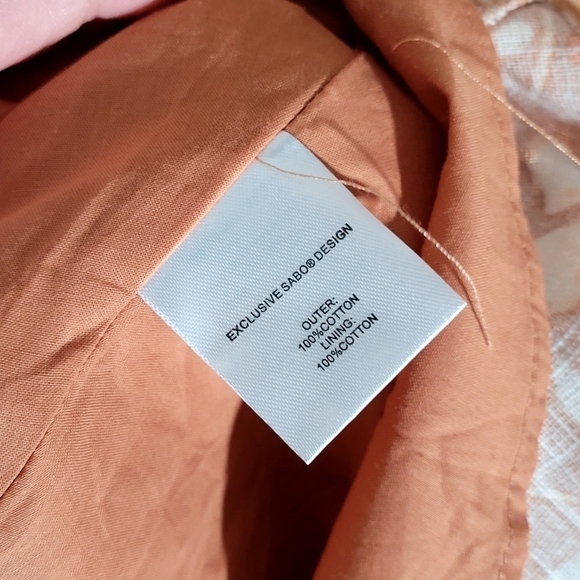 EXCLUSIVE SABO® DESIGN
OUTER:
100%COTTON
LINING:
100%COTTON